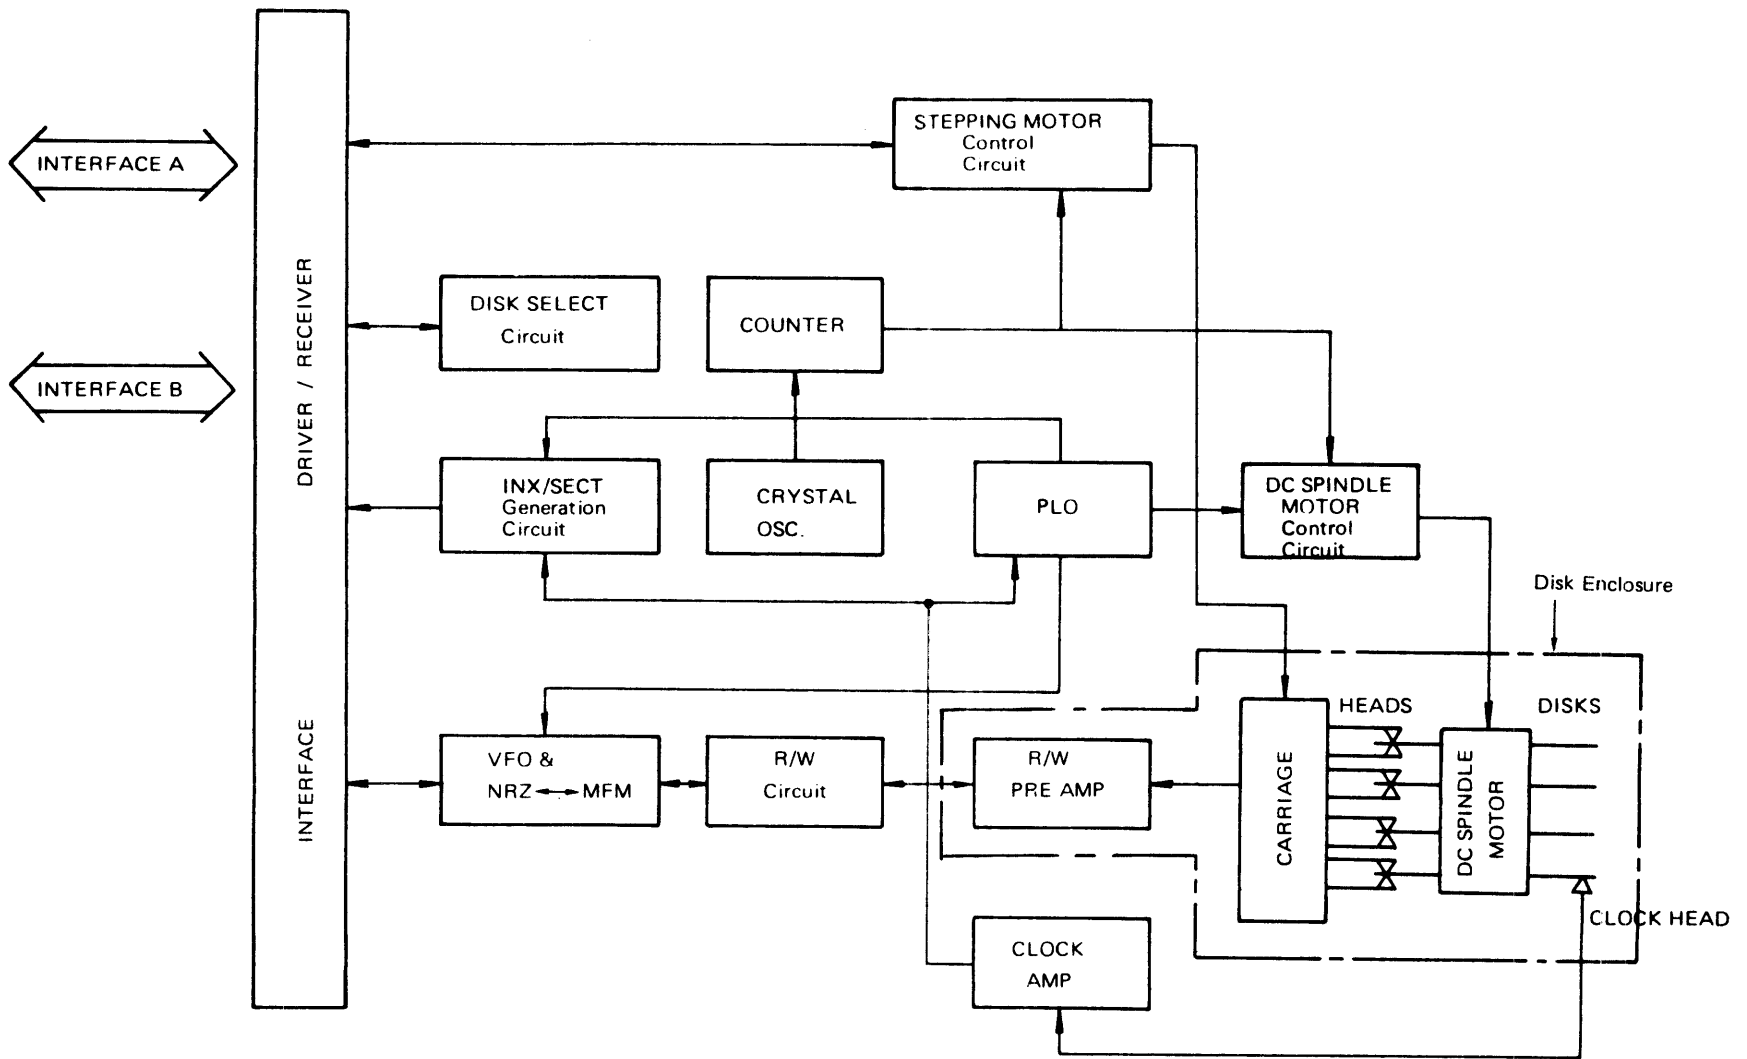 STEPPING MOTOR
Control
Circuit
INTERFACE A
DISK SELECT
Circuit
COUNTER
INTERFACE B
INTERFACE DRIVER / RECEIVER
INX/SECT
Generation
Circuit
CRYSTAL
OSC.
PLO
DC SPINDLE
MOTOR
Control
Circuit
Disk Enclosure
HEADS
DISKS
VFO &
NRZ ↔ MFM
R/W
Circuit
R/W
PRE AMP
CARRIAGE
DC SPINDLE
MOTOR
CLOCK HEAD
CLOCK
AMP